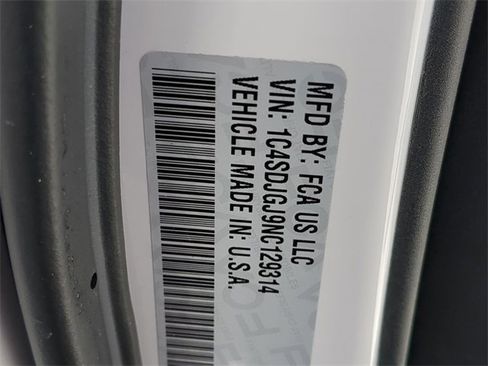 MFD BY: FCA US LLC
VIN: 1C4SDJGJ9NC129314
VEHICLE MADE IN: U.S.A.